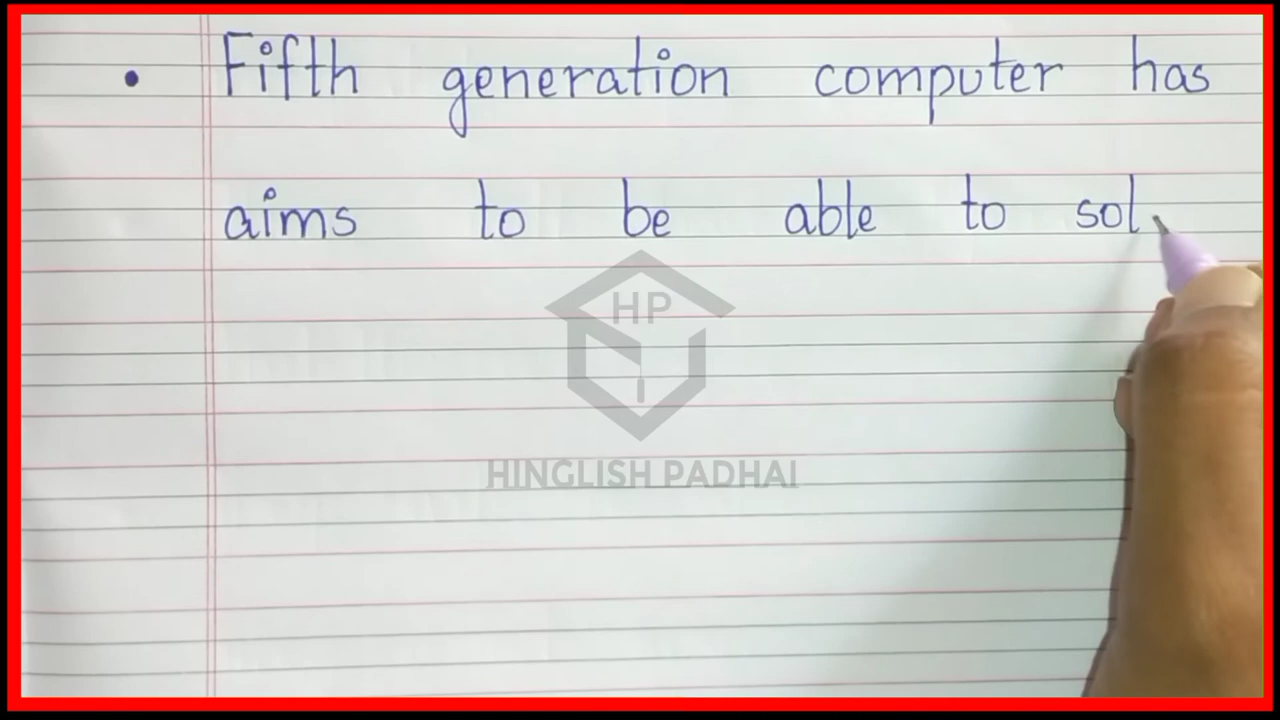 • Fifth generation computer has
aims to be able to sol
HP
HINGLISH PADHAI